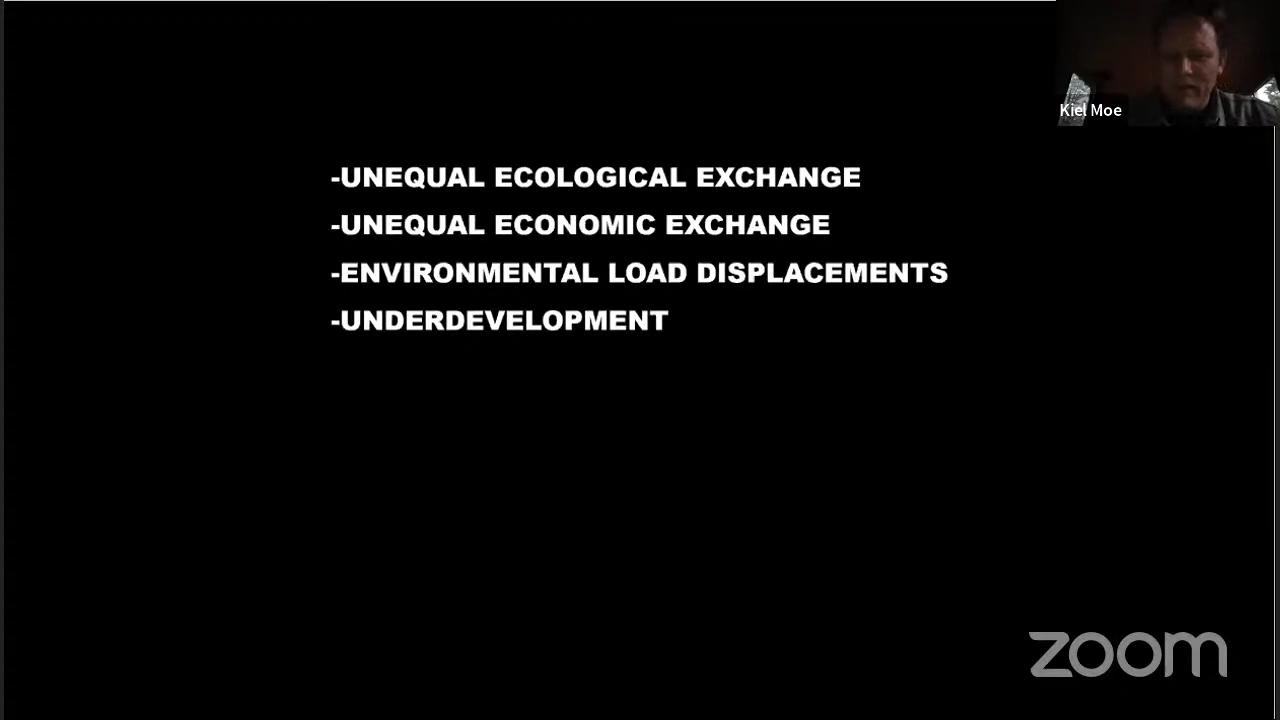 Kiel Moe
-UNEQUAL ECOLOGICAL EXCHANGE
-UNEQUAL ECONOMIC EXCHANGE
-ENVIRONMENTAL LOAD DISPLACEMENTS
-UNDERDEVELOPMENT
zoom